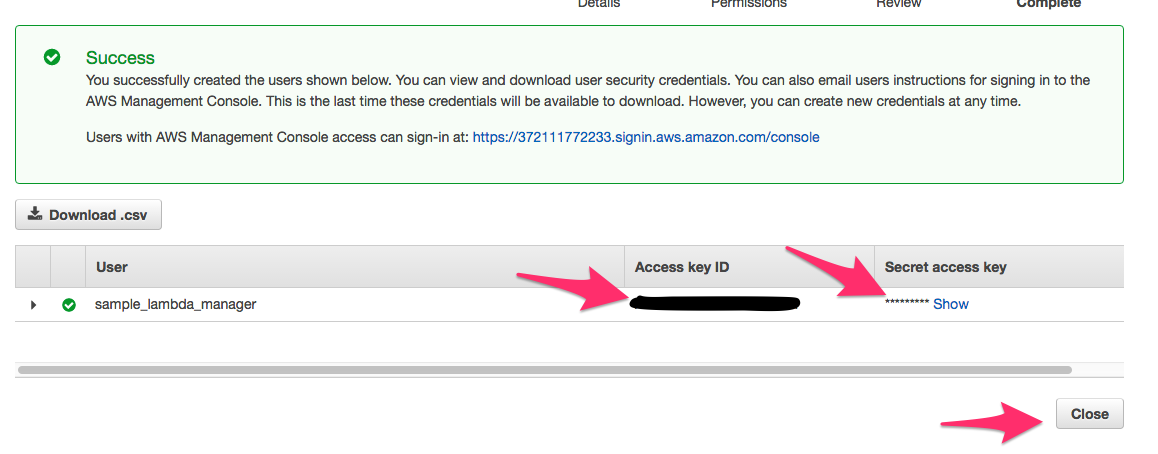 Details Permissions Review Complete
Success
You successfully created the users shown below. You can view and download user security credentials. You can also email users instructions for signing in to the
AWS Management Console. This is the last time these credentials will be available to download. However, you can create new credentials at any time.
Users with AWS Management Console access can sign-in at: https://372111772233.signin.aws.amazon.com/console
Download .csv
User Access key ID Secret access key
sample_lambda_manager ********* Show
Close